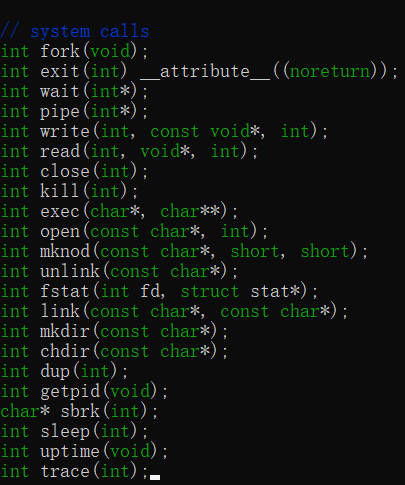 // system calls
int fork(void);
int exit(int) __attribute__((noreturn));
int wait(int*);
int pipe(int*);
int write(int, const void*, int);
int read(int, void*, int);
int close(int);
int kill(int);
int exec(char*, char**);
int open(const char*, int);
int mknod(const char*, short, short);
int unlink(const char*);
int fstat(int fd, struct stat*);
int link(const char*, const char*);
int mkdir(const char*);
int chdir(const char*);
int dup(int);
int getpid(void);
char* sbrk(int);
int sleep(int);
int uptime(void);
int trace(int);